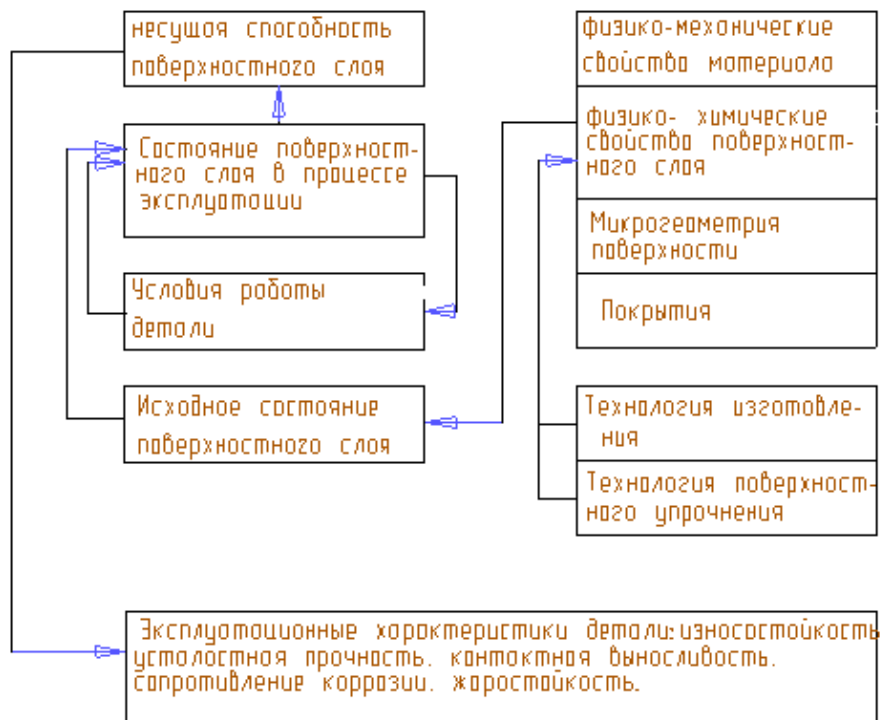 несущая способность
поверхностного слоя
Состояние поверхност-
ного слоя в процессе
эксплуатации
Условия работы
детали
Исходное состояние
поверхностного слоя
физико-механические
свойства материала
физико- химические
свойства поверхност-
ного слоя
Микрогеометрия
поверхности
Покрытия
Технология изготовле-
ния
Технология поверхност-
ного упрочнения
Эксплуатационные характеристики детали: износостойкость
усталостная прочность. контактная выносливость.
сопротивление коррозии. жаростойкость.